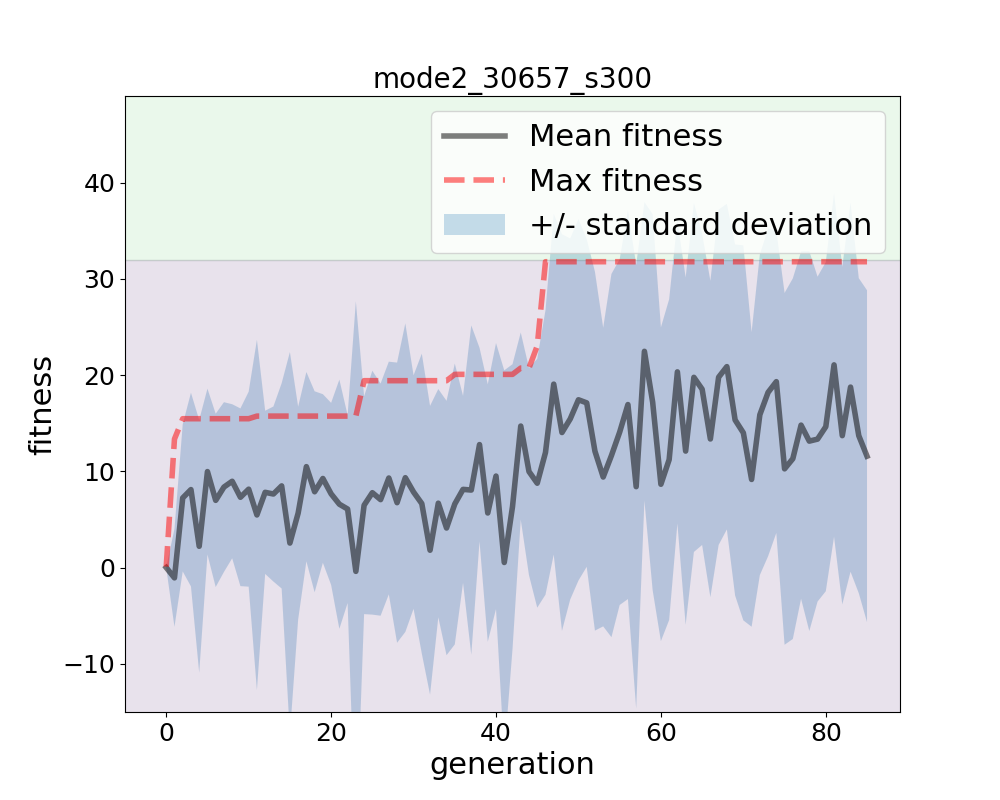 mode2_30657_s300
Mean fitness
Max fitness
+/- standard deviation
fitness
40
30
20
10
0
−10
0 20 40 60 80
generation